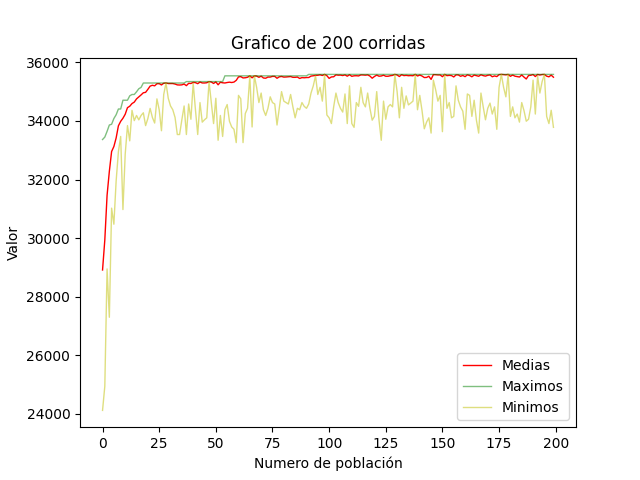 Grafico de 200 corridas
36000
34000
32000
30000
28000
26000
24000
Valor
0 25 50 75 100 125 150 175 200
Numero de población
Medias
Maximos
Minimos